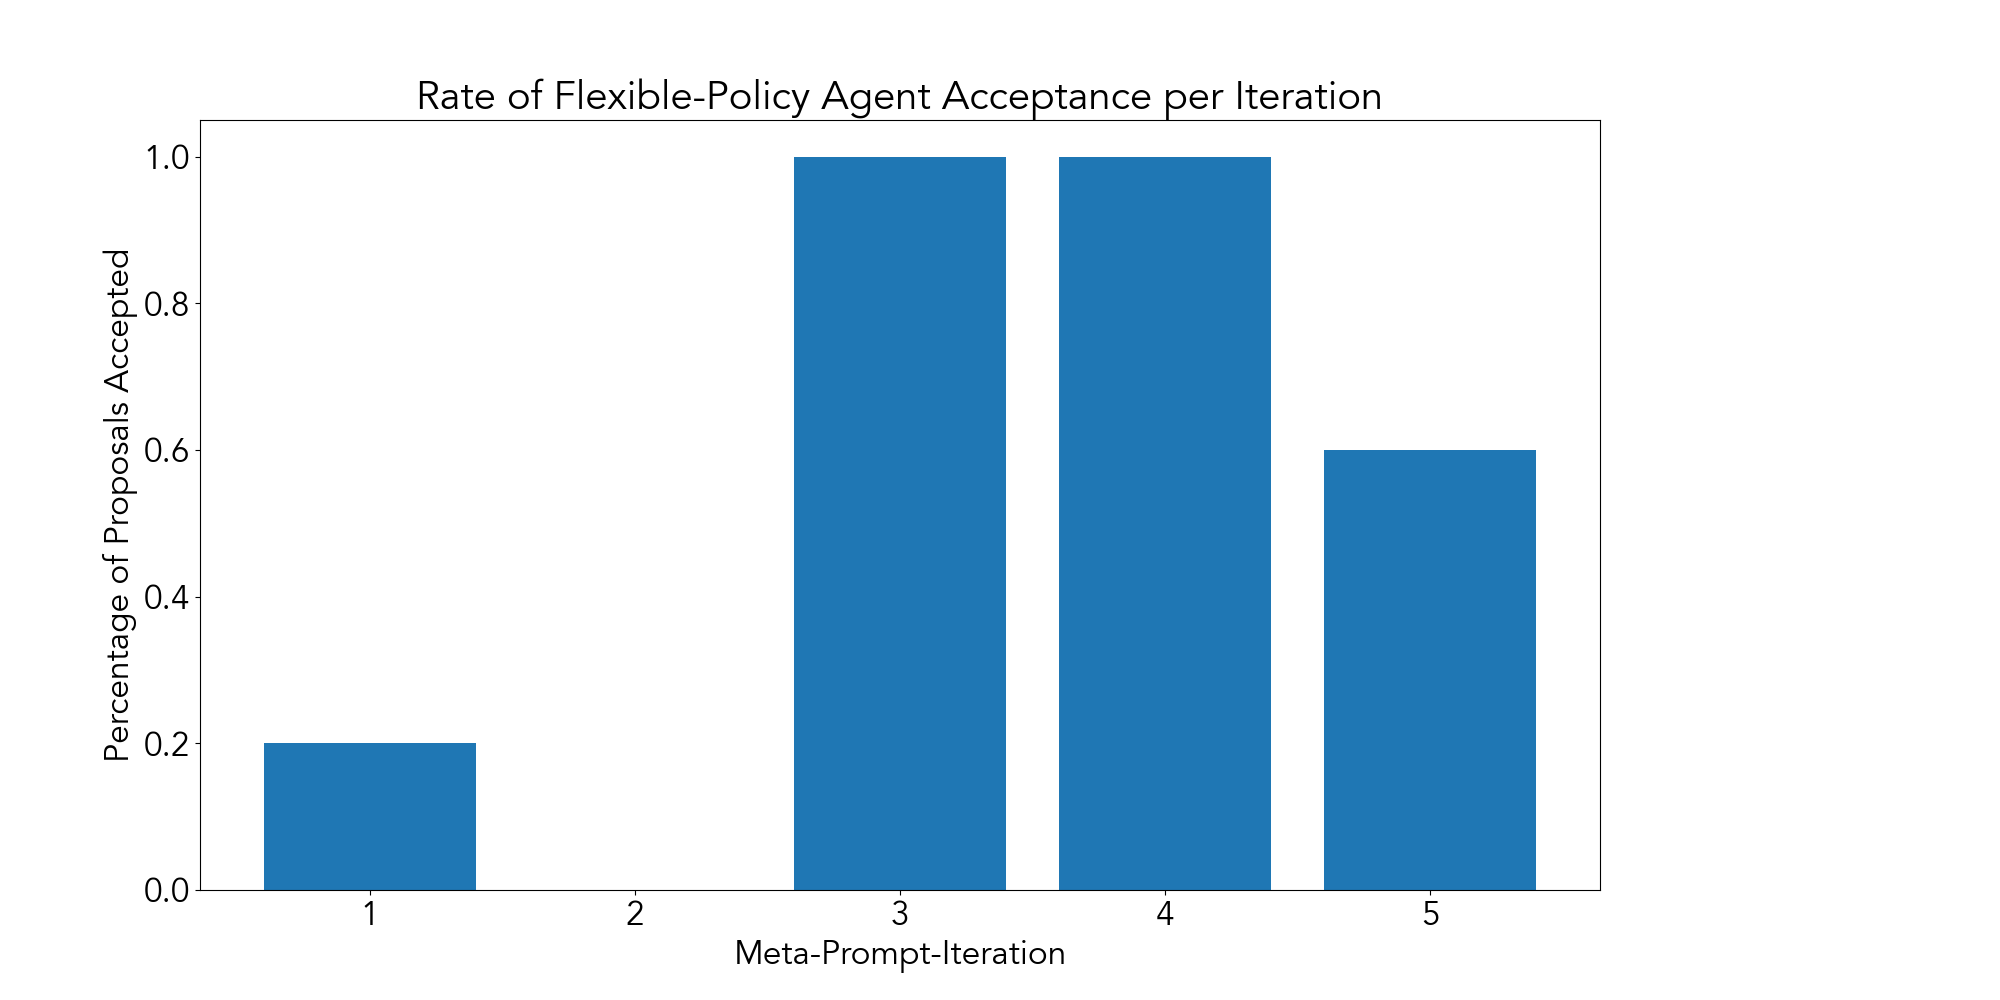 Rate of Flexible-Policy Agent Acceptance per Iteration
Percentage of Proposals Accepted
1.0
0.8
0.6
0.4
0.2
0.0
1 2 3 4 5
Meta-Prompt-Iteration